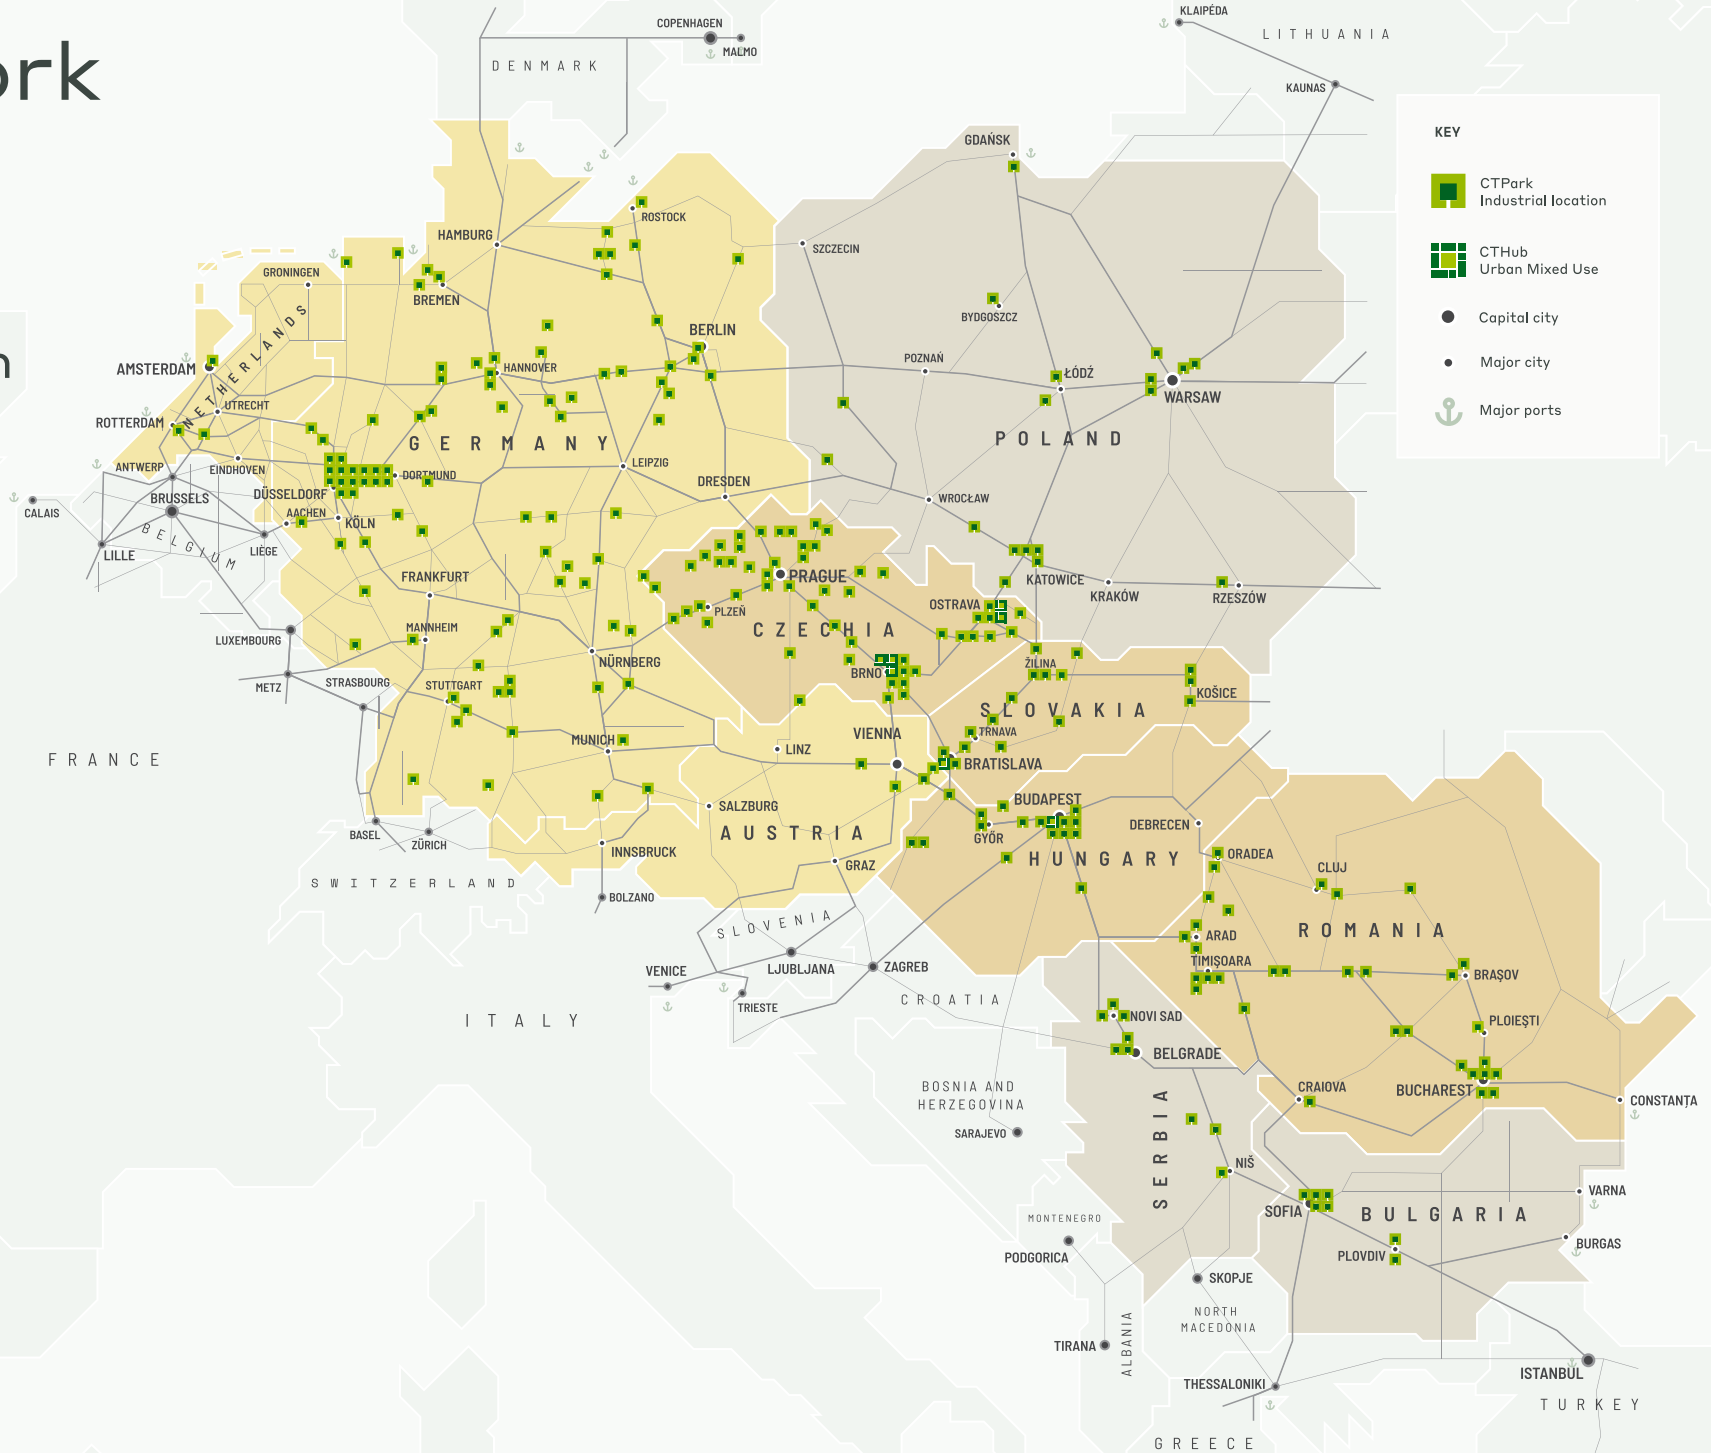 ork
n
KEY
CTPark
Industrial location
CTHub
Urban Mixed Use
Capital city
Major city
Major ports
COPENHAGEN
MALMO
DENMARK
KLAIPĖDA
LITHUANIA
KAUNAS
GDAŃSK
ROSTOCK
HAMBURG
SZCZECIN
GRONINGEN
BREMEN
BYDGOSZCZ
BERLIN
AMSTERDAM
NETHERLANDS
HANNOVER
POZNAŃ
ŁÓDŹ
WARSAW
UTRECHT
ROTTERDAM
GERMANY
POLAND
ANTWERP
EINDHOVEN
DORTMUND
LEIPZIG
DRESDEN
BRUSSELS
DÜSSELDORF
WROCŁAW
CALAIS
AACHEN
KÖLN
BELGIUM
LILLE
LIÈGE
FRANKFURT
PRAGUE
KATOWICE
KRAKÓW
RZESZÓW
PLZEŇ
OSTRAVA
LUXEMBOURG
MANNHEIM
CZECHIA
NÜRNBERG
ŽILINA
METZ
STRASBOURG
STUTTGART
BRNO
KOŠICE
SLOVAKIA
FRANCE
MUNICH
LINZ
VIENNA
TRNAVA
BRATISLAVA
SALZBURG
BUDAPEST
BASEL
ZÜRICH
AUSTRIA
GYŐR
DEBRECEN
INNSBRUCK
GRAZ
HUNGARY
ORADEA
CLUJ
SWITZERLAND
BOLZANO
SLOVENIA
ROMANIA
ARAD
VENICE
LJUBLJANA
ZAGREB
TIMIȘOARA
BRAȘOV
TRIESTE
CROATIA
ITALY
NOVI SAD
PLOIEȘTI
BELGRADE
BOSNIA AND
HERZEGOVINA
CRAIOVA
BUCHAREST
CONSTANȚA
SARAJEVO
SERBIA
NIŠ
VARNA
MONTENEGRO
SOFIA
BULGARIA
PODGORICA
PLOVDIV
BURGAS
SKOPJE
NORTH
MACEDONIA
TIRANA
ALBANIA
ISTANBUL
THESSALONIKI
TURKEY
GREECE